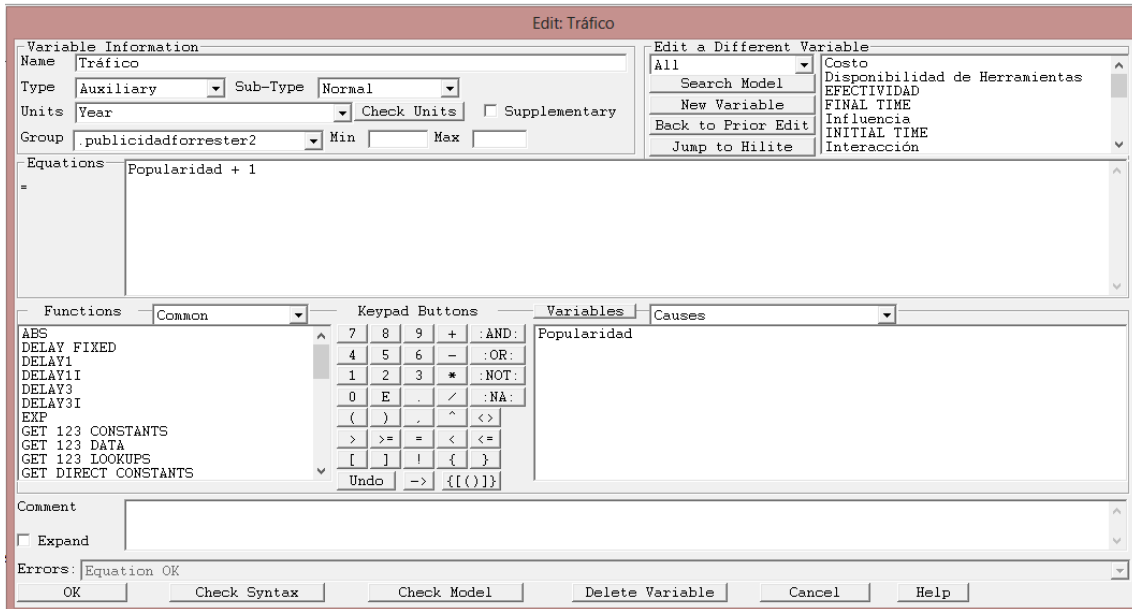 Edit: Tráfico
Variable Information
Name Tráfico
Type Auxiliary Sub-Type Normal
Units Year Check Units Supplementary
Group .publicidadforrester2 Min Max
Edit a Different Variable
All
Search Model
New Variable
Back to Prior Edit
Jump to Hilite
Costo
Disponibilidad de Herramientas
EFECTIVIDAD
FINAL TIME
Influencia
INITIAL TIME
Interacción
Equations
=
Popularidad + 1
Functions Common
ABS
DELAY FIXED
DELAY1
DELAY1I
DELAY3
DELAY3I
EXP
GET 123 CONSTANTS
GET 123 DATA
GET 123 LOOKUPS
GET DIRECT CONSTANTS
Keypad Buttons
7 8 9 + :AND:
4 5 6 - :OR:
1 2 3 * :NOT:
0 E . / :NA:
( ) , ^ <>
> >= = < <=
[ ] ! { }
Undo -> {[()]}
Variables Causes
Popularidad
Comment
Expand
Errors: Equation OK
OK Check Syntax Check Model Delete Variable Cancel Help